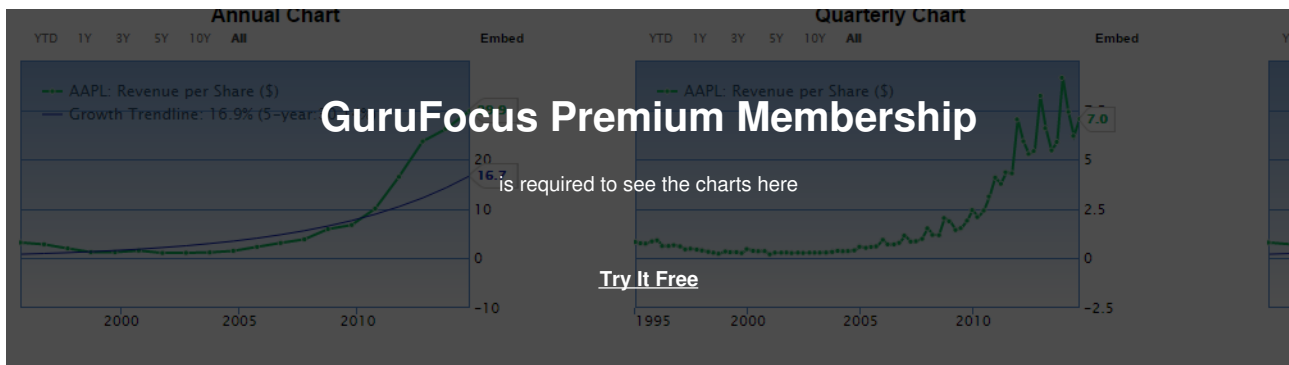 Annual Chart
YTD 1Y 3Y 5Y 10Y All Embed
AAPL: Revenue per Share ($)
Growth Trendline: 16.9% (5-year:
20
16.7
10
0
-10
2000 2005 2010
Quarterly Chart
YTD 1Y 3Y 5Y 10Y All Embed
AAPL: Revenue per Share ($)
7.0
5
2.5
0
-2.5
1995 2000 2005 2010
GuruFocus Premium Membership
is required to see the charts here
Try It Free